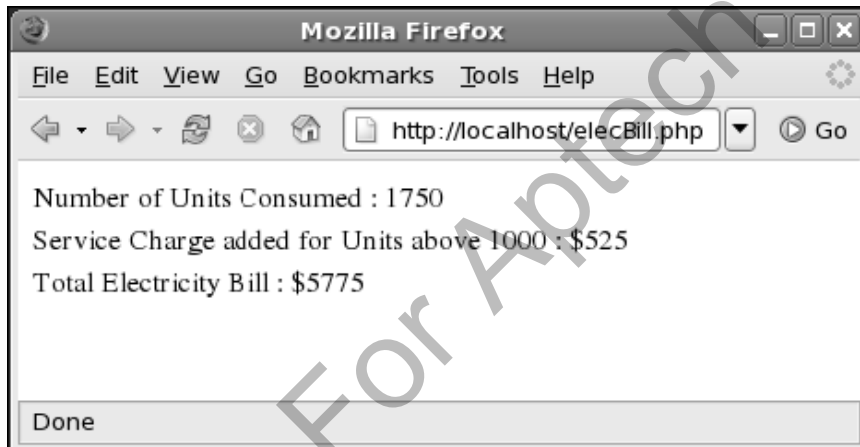 Mozilla Firefox
File Edit View Go Bookmarks Tools Help
http://localhost/elecBill.php Go
Number of Units Consumed : 1750
Service Charge added for Units above 1000 : $525
Total Electricity Bill : $5775
Done
For Aptech